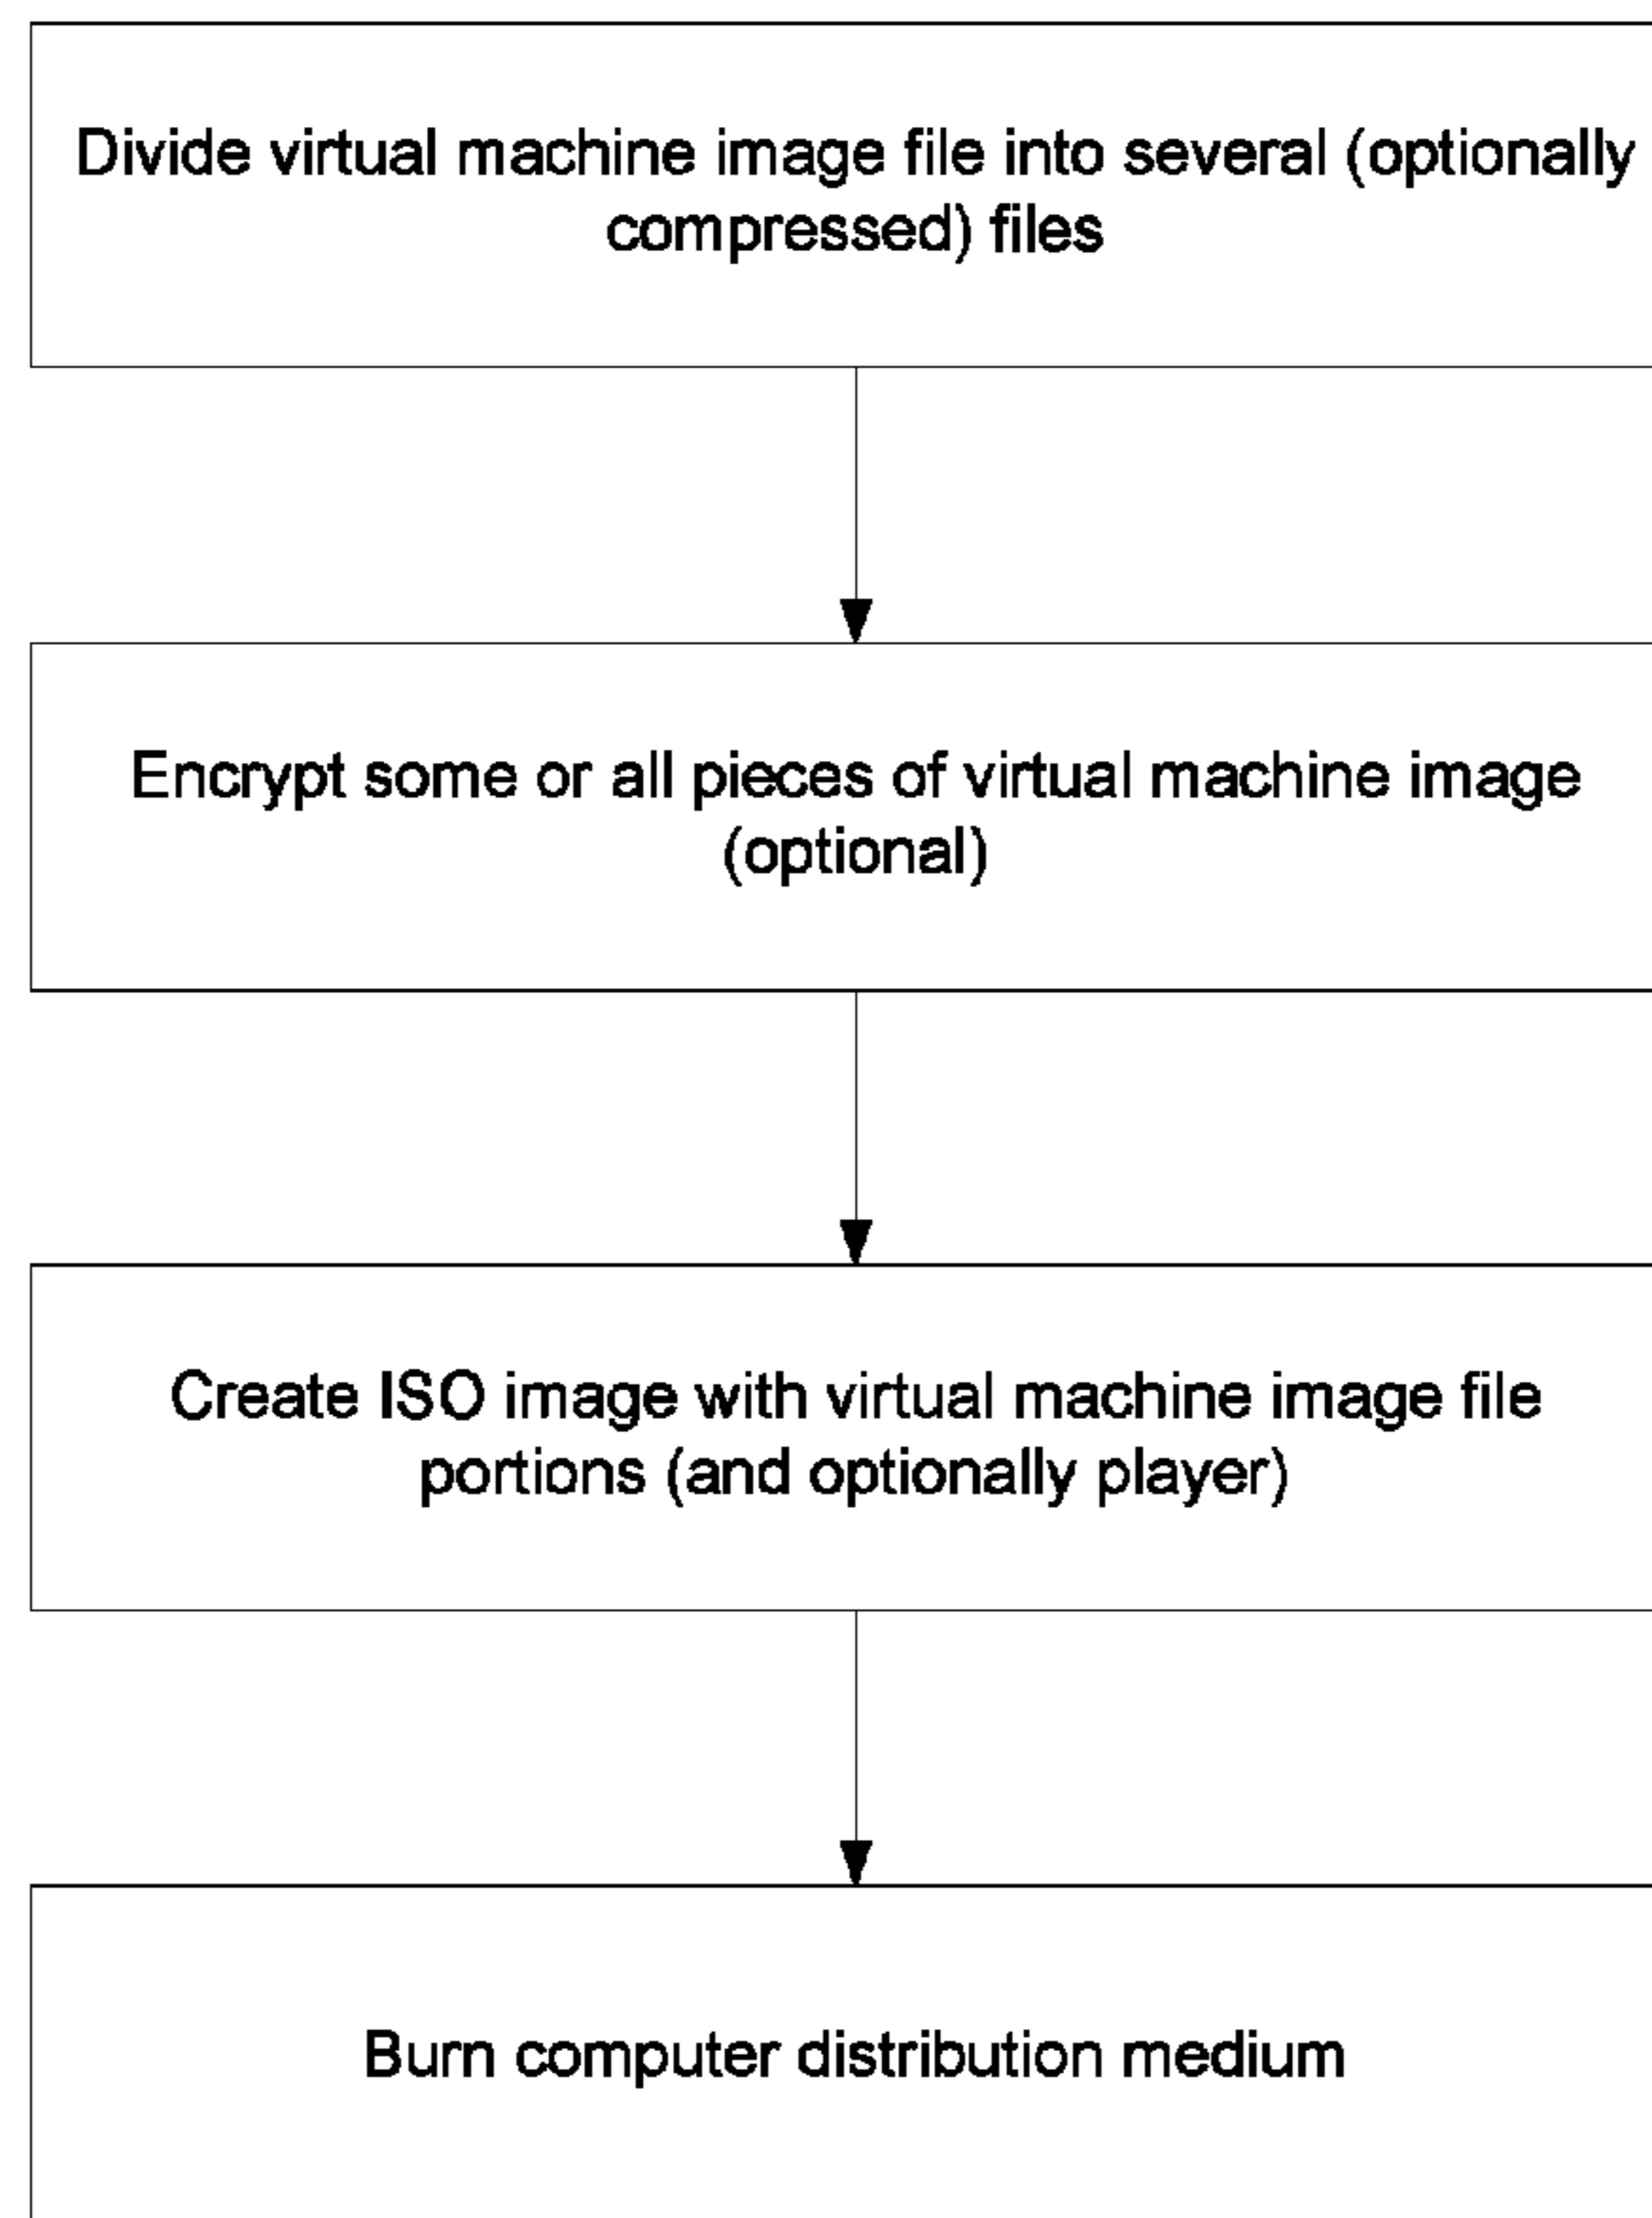 Divide virtual machine image file into several (optionally
compressed) files
Encrypt some or all pieces of virtual machine image
(optional)
Create ISO image with virtual machine image file
portions (and optionally player)
Burn computer distribution medium